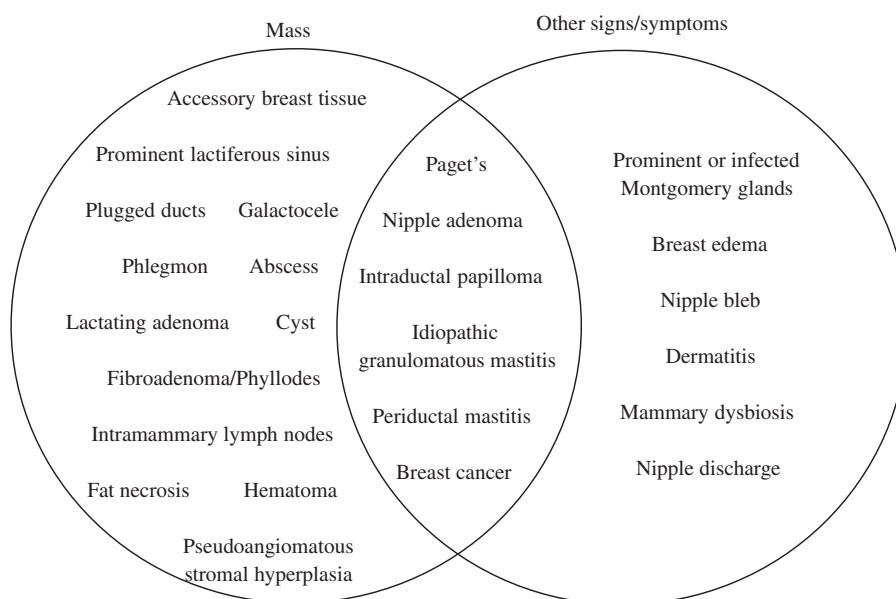 Mass
Other signs/symptoms
Accessory breast tissue
Prominent lactiferous sinus
Plugged ducts Galactocele
Phlegmon Abscess
Lactating adenoma Cyst
Fibroadenoma/Phyllodes
Intramammary lymph nodes
Fat necrosis Hematoma
Pseudoangiomatous
stromal hyperplasia
Paget’s
Nipple adenoma
Intraductal papilloma
Idiopathic
granulomatous mastitis
Periductal mastitis
Breast cancer
Prominent or infected
Montgomery glands
Breast edema
Nipple bleb
Dermatitis
Mammary dysbiosis
Nipple discharge